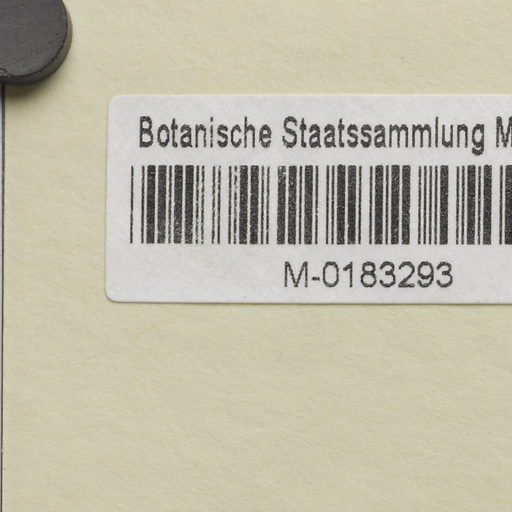 Botanische Staatssammlung M
M-0183293